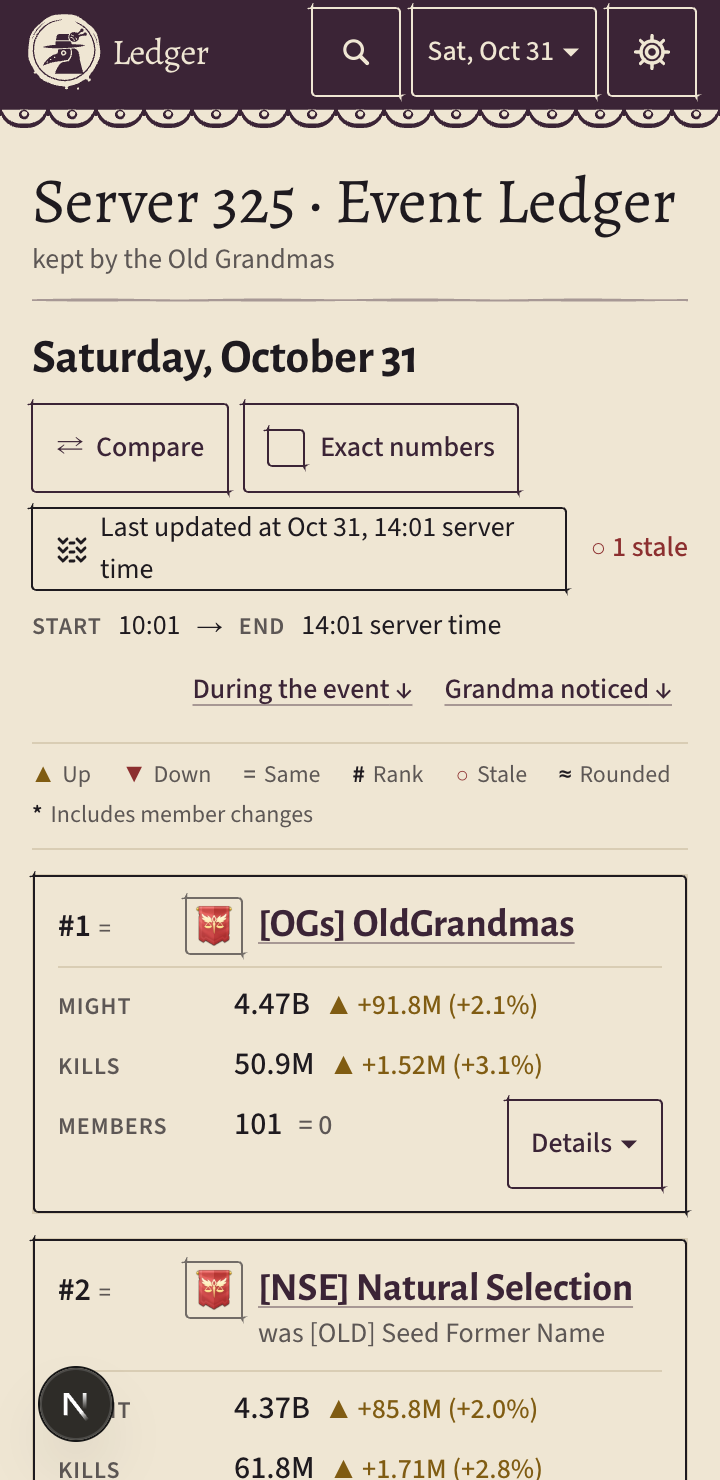 Ledger
Sat, Oct 31
Server 325 · Event Ledger
kept by the Old Grandmas
Saturday, October 31
⇄ Compare
Exact numbers
Last updated at Oct 31, 14:01 server
time
○ 1 stale
START 10:01 → END 14:01 server time
During the event ↓ Grandma noticed ↓
▲ Up ▼ Down = Same # Rank ○ Stale ≈ Rounded
* Includes member changes
#1 = [OGs] OldGrandmas
MIGHT 4.47B ▲ +91.8M (+2.1%)
KILLS 50.9M ▲ +1.52M (+3.1%)
MEMBERS 101 = 0
Details
#2 = [NSE] Natural Selection
was [OLD] Seed Former Name
N
4.37B ▲ +85.8M (+2.0%)
KILLS 61.8M ▲ +1.71M (+2.8%)